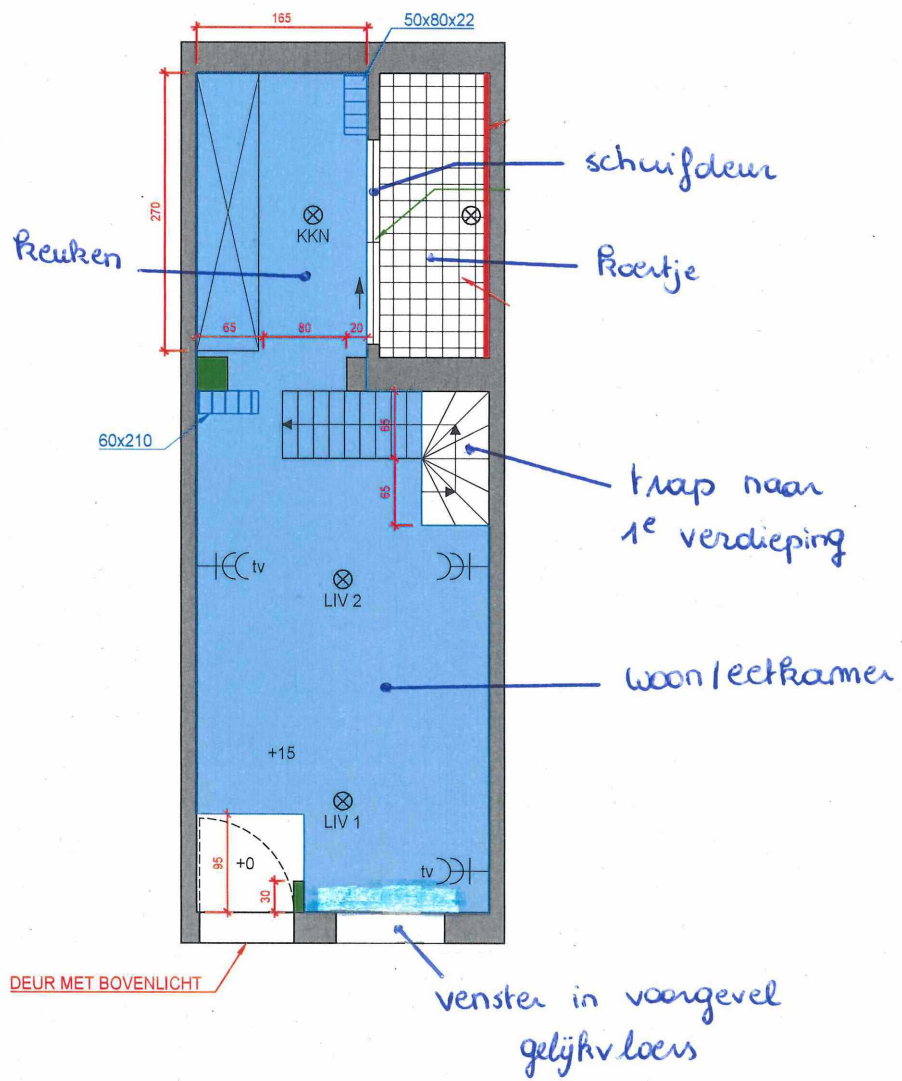 165
50x80x22
schuifdeur
270
KKN
keuken
koertje
65
80
20
60x210
65
65
trap naar
1e verdieping
tv
LIV 2
woon/eetkamer
+15
LIV 1
95
+0
30
tv
DEUR MET BOVENLICHT
venster in voorgevel
gelijkvloers